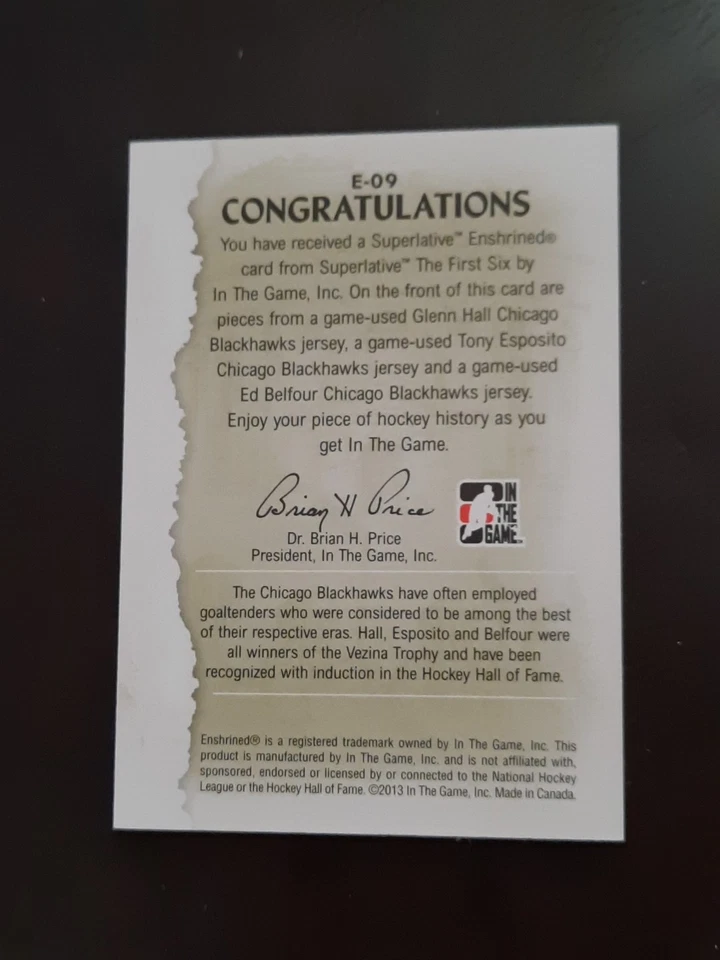 E-09
CONGRATULATIONS
You have received a Superlative™ Enshrined®
card from Superlative™ The First Six by
In The Game, Inc. On the front of this card are
pieces from a game-used Glenn Hall Chicago
Blackhawks jersey, a game-used Tony Esposito
Chicago Blackhawks jersey and a game-used
Ed Belfour Chicago Blackhawks jersey.
Enjoy your piece of hockey history as you
get In The Game.
Brian H Price
IN
THE
GAME™
Dr. Brian H. Price
President, In The Game, Inc.
The Chicago Blackhawks have often employed
goaltenders who were considered to be among the best
of their respective eras. Hall, Esposito and Belfour were
all winners of the Vezina Trophy and have been
recognized with induction in the Hockey Hall of Fame.
Enshrined® is a registered trademark owned by In The Game, Inc. This
product is manufactured by In The Game, Inc. and is not affiliated with,
sponsored, endorsed or licensed by or connected to the National Hockey
League or the Hockey Hall of Fame. ©2013 In The Game, Inc. Made in Canada.